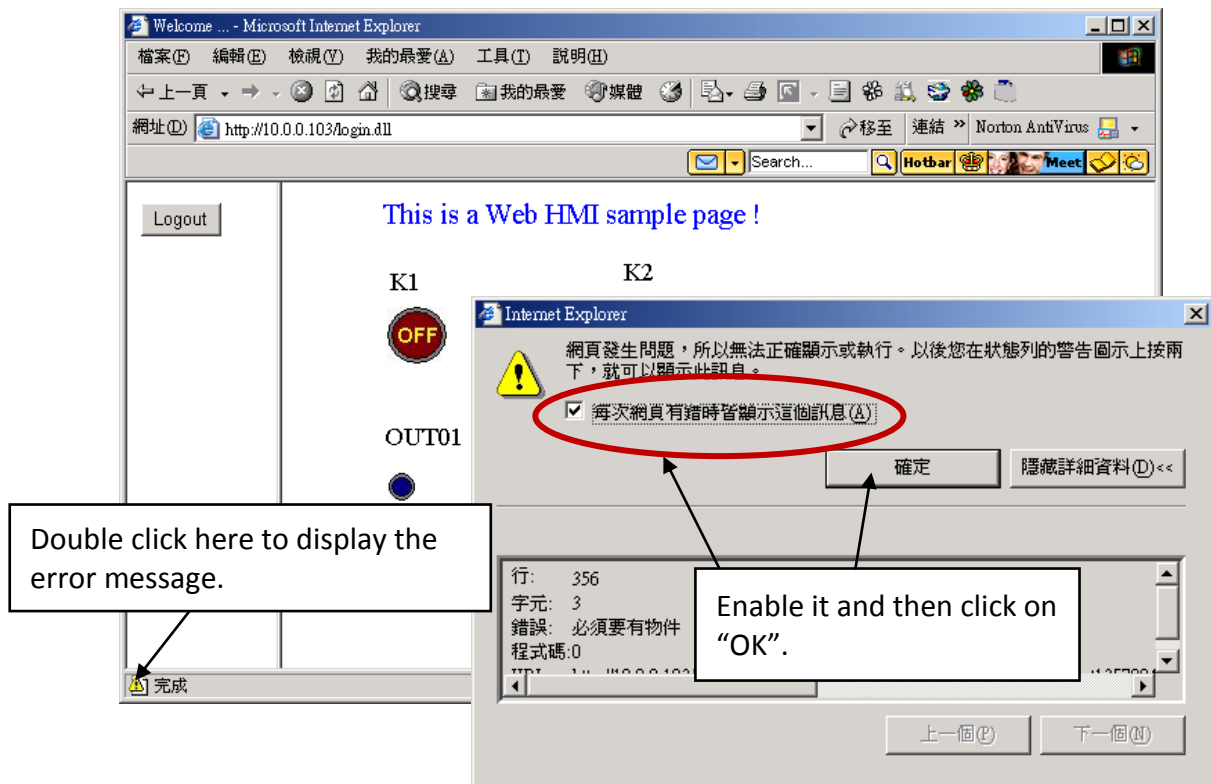 Welcome ... - Microsoft Internet Explorer
檔案(F) 編輯(E) 檢視(V) 我的最愛(A) 工具(T) 說明(H)
上一頁 搜尋 我的最愛 媒體
網址(D) http://10.0.0.103/login.dll 移至 連結 >> Norton AntiVirus
Search... Hotbar Meet
Logout
This is a Web HMI sample page !
K1
K2
OFF
OUT01
Internet Explorer
網頁發生問題，所以無法正確顯示或執行。以後您在狀態列的警告圖示上按兩
下，就可以顯示此訊息。
每次網頁有錯時皆顯示這個訊息(A)
確定
隱藏詳細資料(D)<<
Double click here to display the
error message.
行: 356
字元: 3
錯誤: 必須要有物件
程式碼:0
Enable it and then click on
“OK”.
完成
上一個(P)
下一個(N)